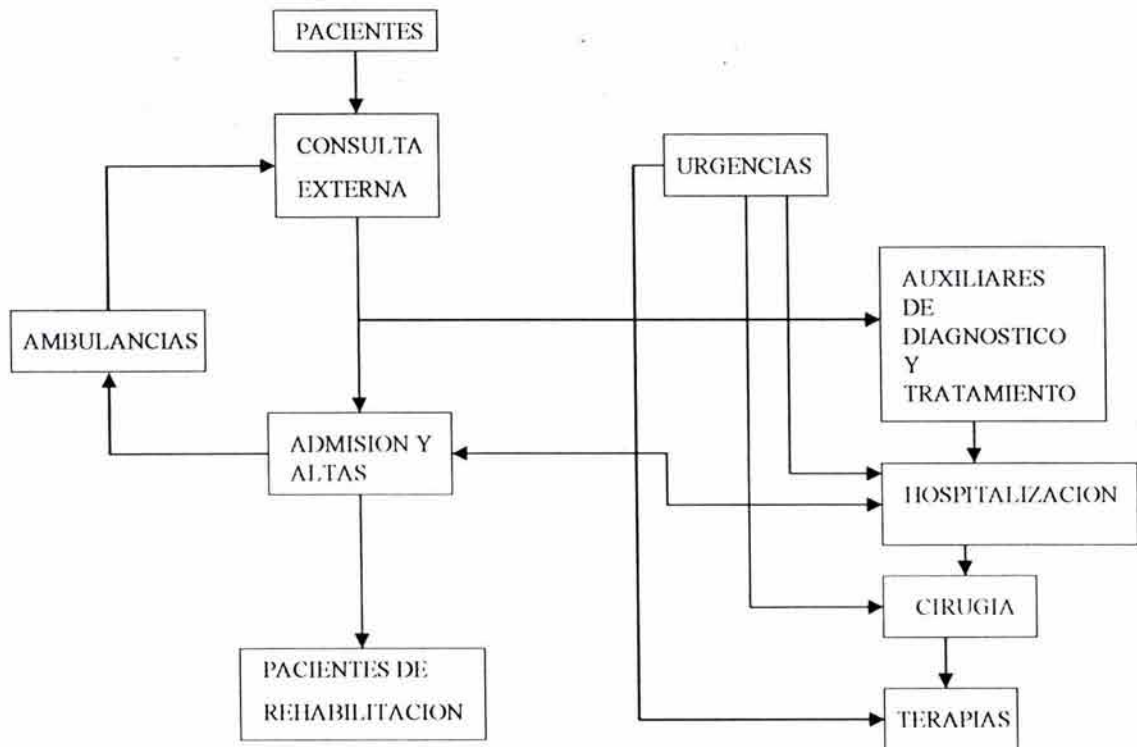 PACIENTES
CONSULTA
EXTERNA
URGENCIAS
AUXILIARES
DE
DIAGNOSTICO
Y
TRATAMIENTO
AMBULANCIAS
ADMISION Y
ALTAS
HOSPITALIZACION
CIRUGIA
PACIENTES DE
REHABILITACION
TERAPIAS